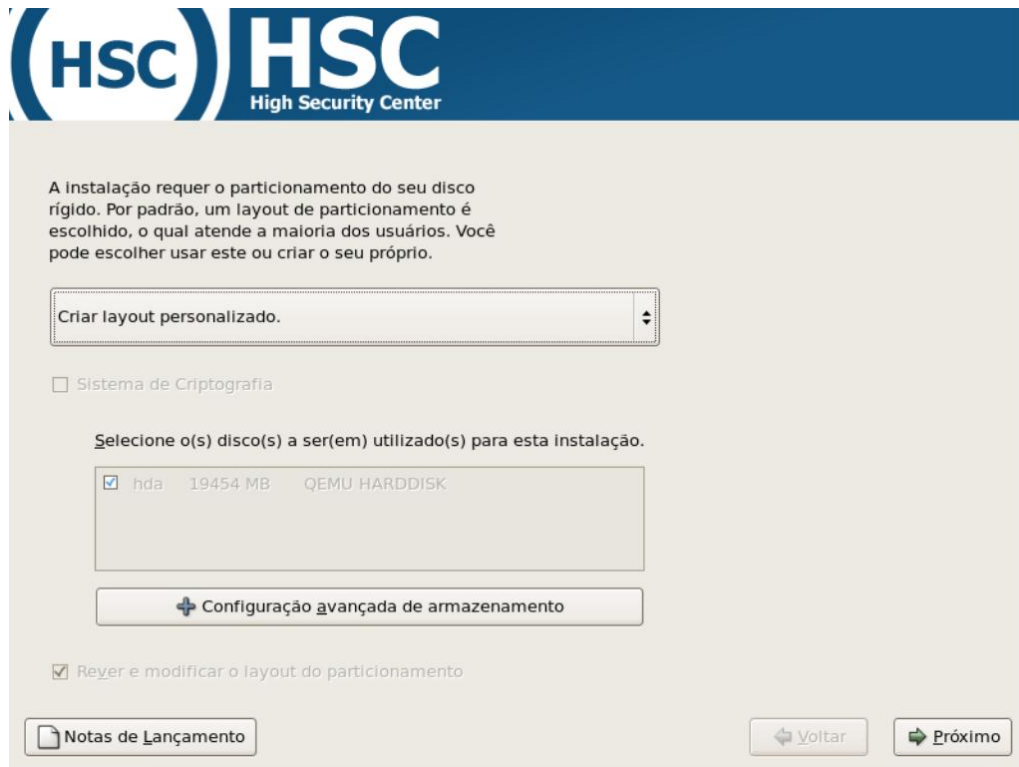 HSC
HSC
High Security Center
A instalação requer o particionamento do seu disco
rígido. Por padrão, um layout de particionamento é
escolhido, o qual atende a maioria dos usuários. Você
pode escolher usar este ou criar o seu próprio.
Criar layout personalizado.
Sistema de Criptografia
Selecione o(s) disco(s) a ser(em) utilizado(s) para esta instalação.
hda 19454 MB QEMU HARDDISK
Configuração avançada de armazenamento
Rever e modificar o layout do particionamento
Notas de Lançamento
Voltar
Próximo